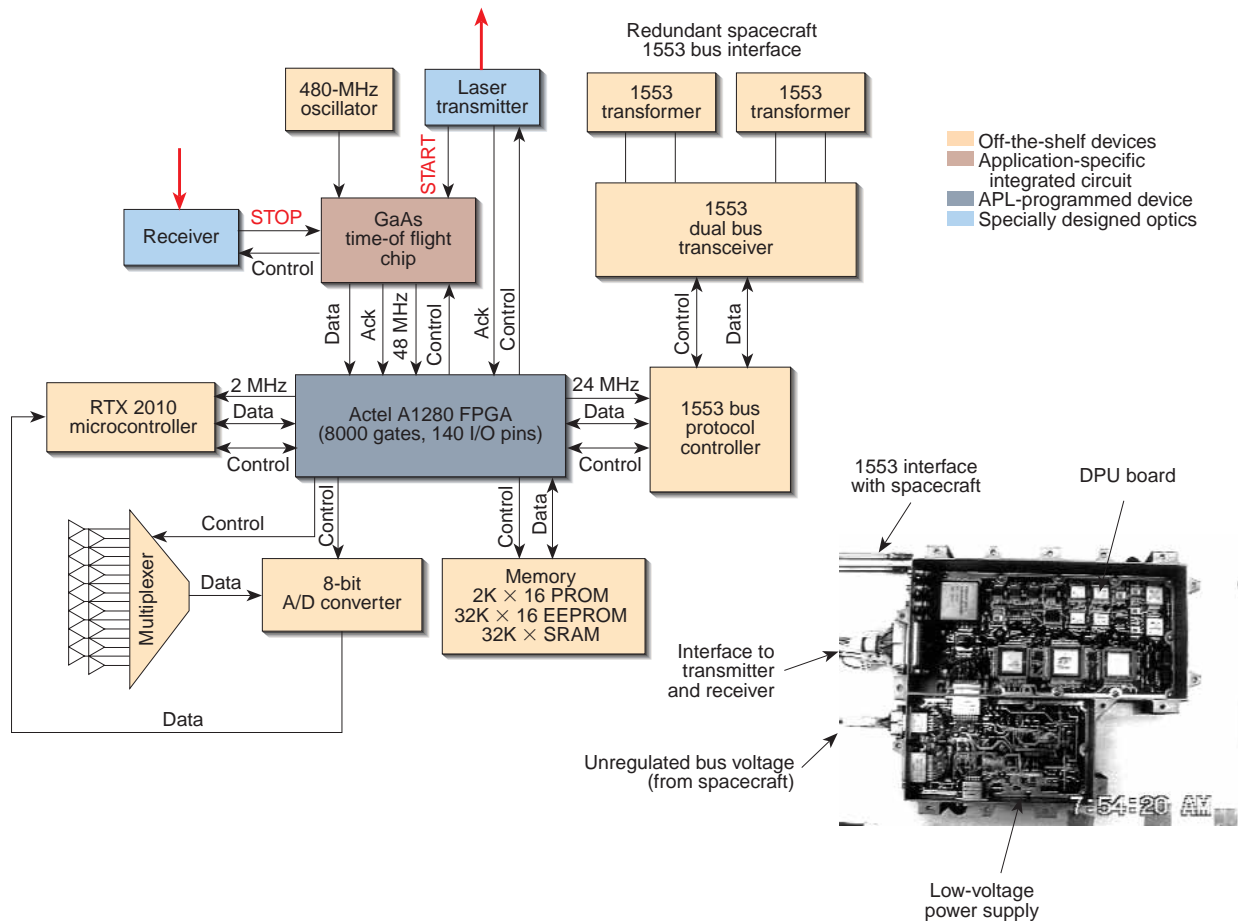 Redundant spacecraft
1553 bus interface
480-MHz
oscillator
Laser
transmitter
1553
transformer
1553
transformer
Off-the-shelf devices
Application-specific
integrated circuit
APL-programmed device
Specially designed optics
START
STOP
Receiver
Control
GaAs
time-of flight
chip
1553
dual bus
transceiver
Data
Ack
48 MHz
Control
Ack
Control
Control
Data
RTX 2010
microcontroller
2 MHz
Data
Control
Actel A1280 FPGA
(8000 gates, 140 I/O pins)
24 MHz
Data
Control
1553 bus
protocol
controller
Control
Control
Control
Data
Multiplexer
Data
8-bit
A/D converter
Memory
2K × 16 PROM
32K × 16 EEPROM
32K × SRAM
Data
1553 interface
with spacecraft
DPU board
Interface to
transmitter
and receiver
Unregulated bus voltage
(from spacecraft)
7:54:20 AM
Low-voltage
power supply